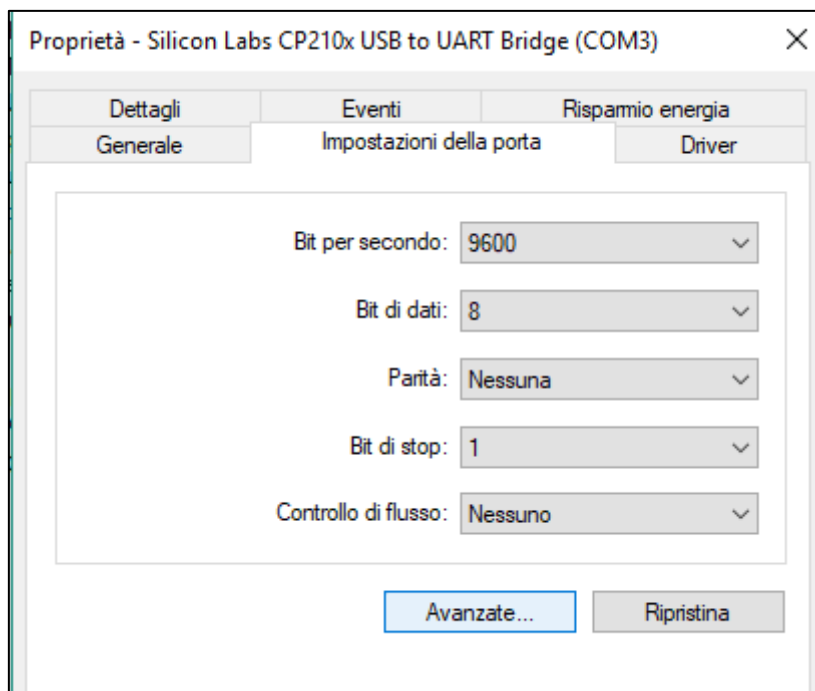 Proprietà - Silicon Labs CP210x USB to UART Bridge (COM3)
Dettagli Eventi Risparmio energia
Generale Impostazioni della porta Driver
Bit per secondo: 9600
Bit di dati: 8
Parità: Nessuna
Bit di stop: 1
Controllo di flusso: Nessuno
Avanzate... Ripristina